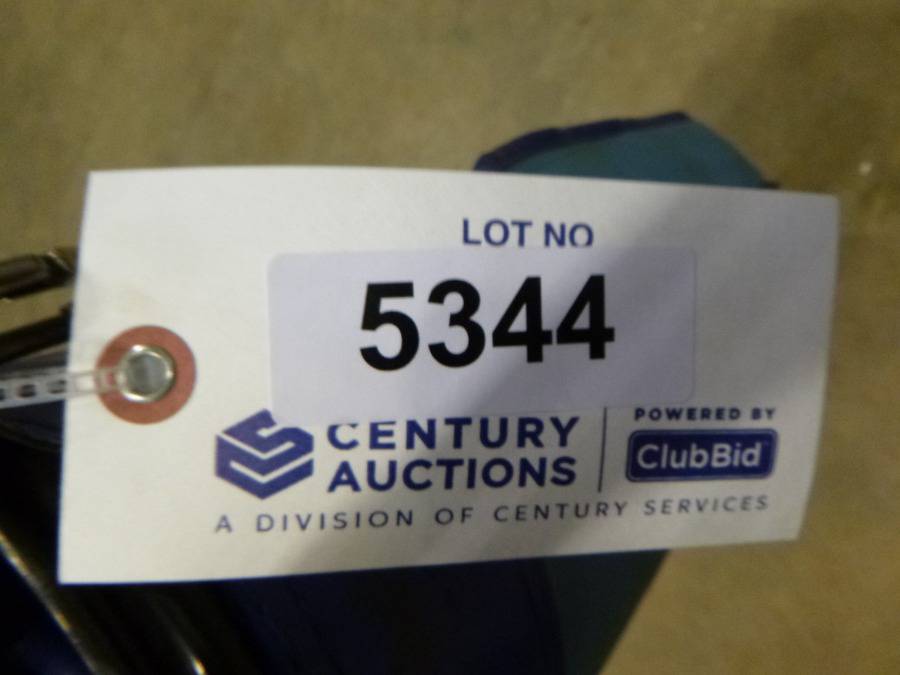 LOT NO
5344
CENTURY
AUCTIONS
POWERED BY
ClubBid
A DIVISION OF CENTURY SERVICES